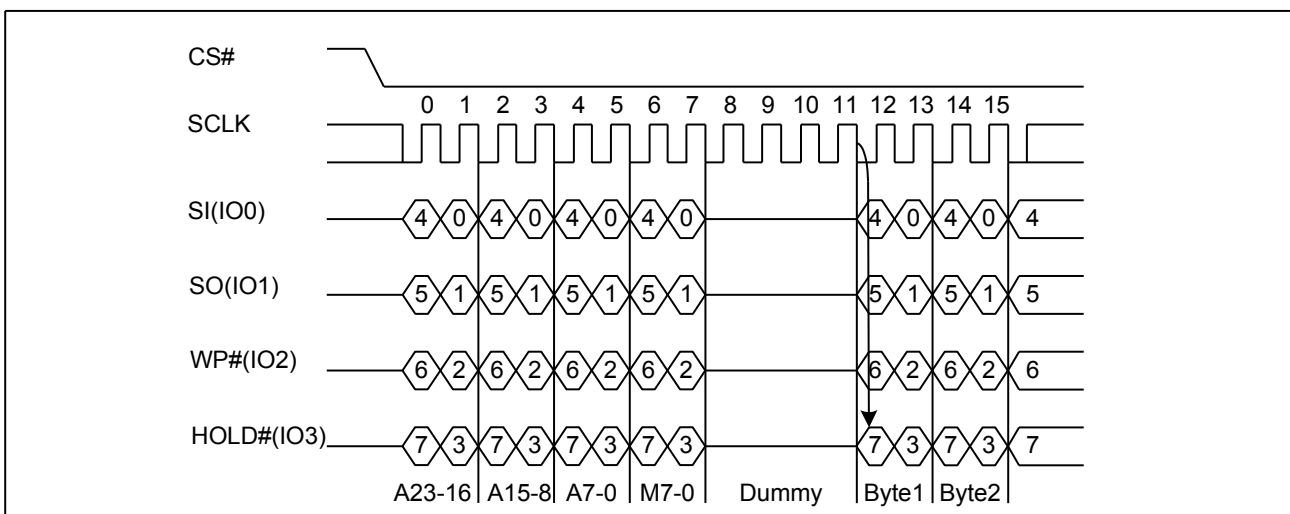 CS#
0 1 2 3 4 5 6 7 8 9 10 11 12 13 14 15
SCLK
SI(IO0) 4 0 4 0 4 0 4 0 4 0 4 0 4
SO(IO1) 5 1 5 1 5 1 5 1 5 1 5 1 5
WP#(IO2) 6 2 6 2 6 2 6 2 6 2 6 2 6
HOLD#(IO3) 7 3 7 3 7 3 7 3 7 3 7 3 7
A23-16 A15-8 A7-0 M7-0 Dummy Byte1 Byte2